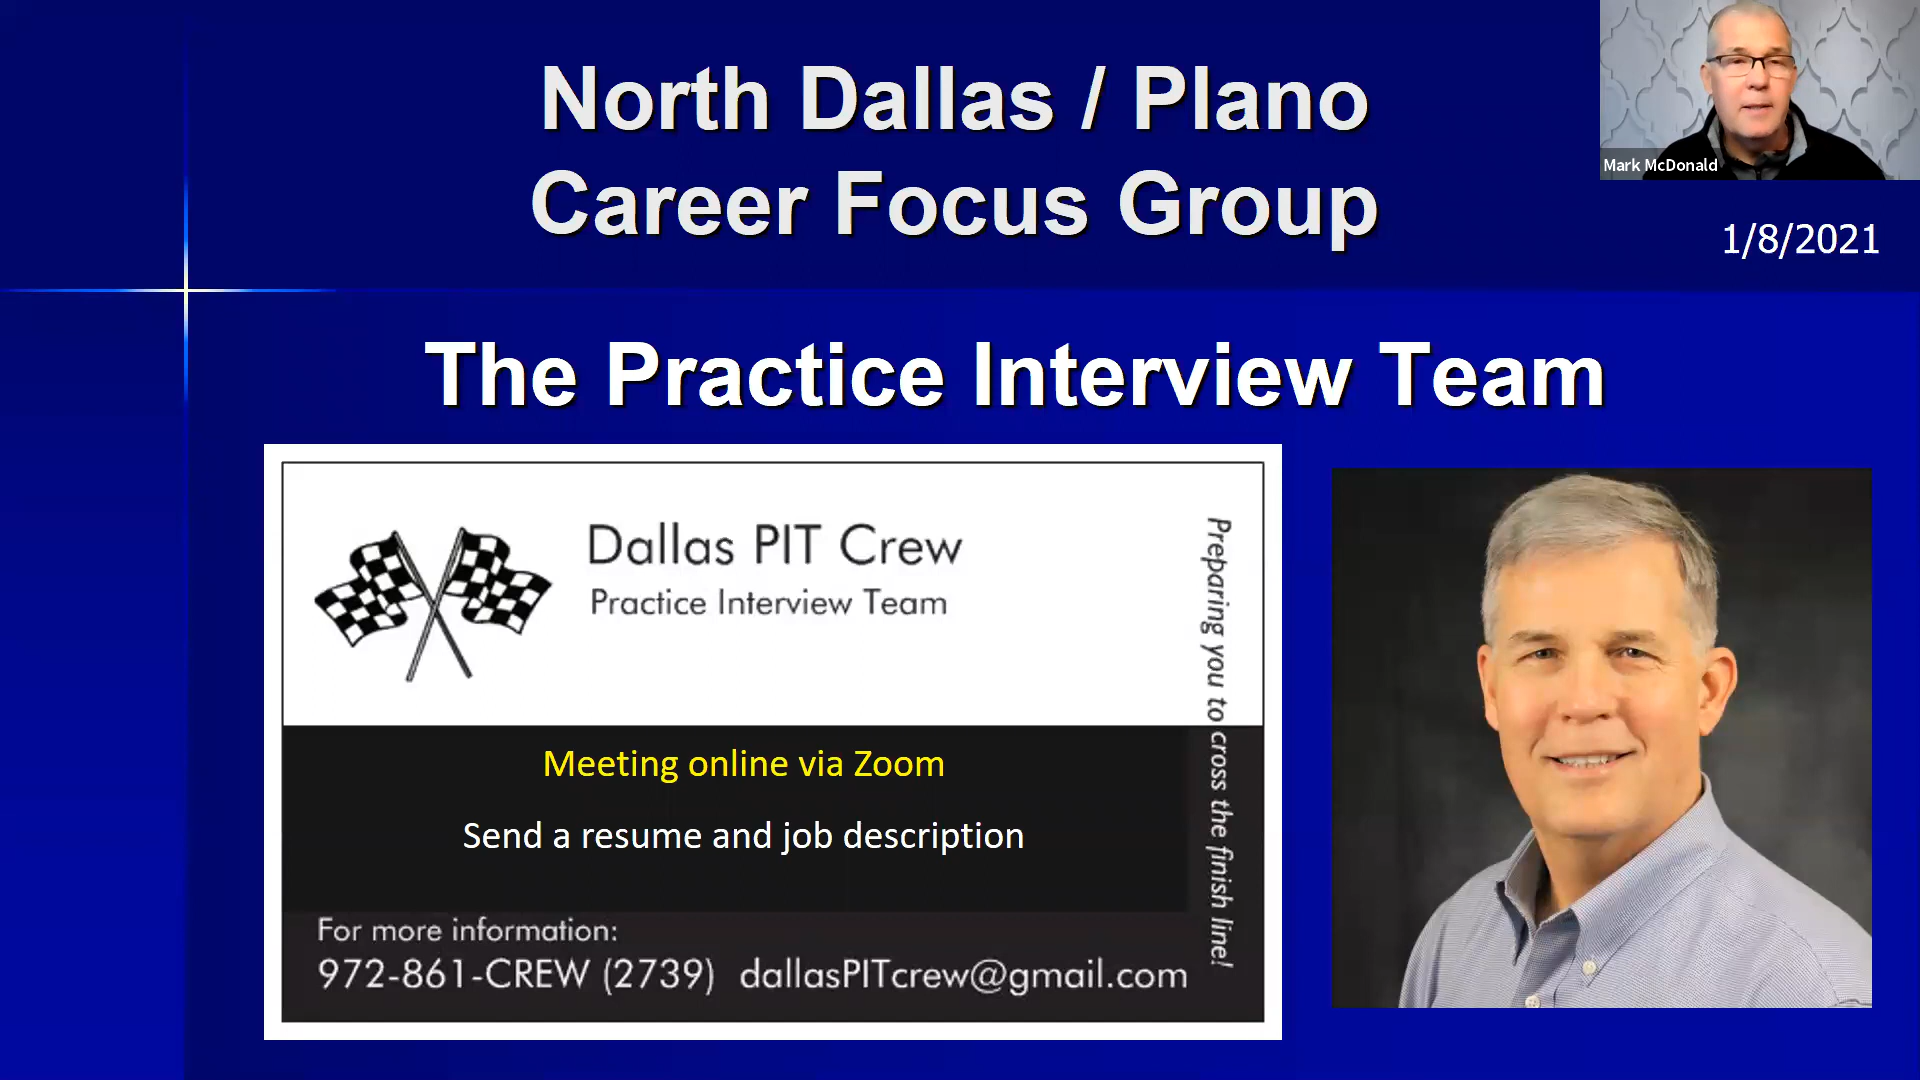 North Dallas / Plano
Career Focus Group
Mark McDonald
1/8/2021
The Practice Interview Team
Dallas PIT Crew
Practice Interview Team
Preparing you to cross the finish line!
Meeting online via Zoom
Send a resume and job description
For more information:
972-861-CREW (2739) dallasPITcrew@gmail.com